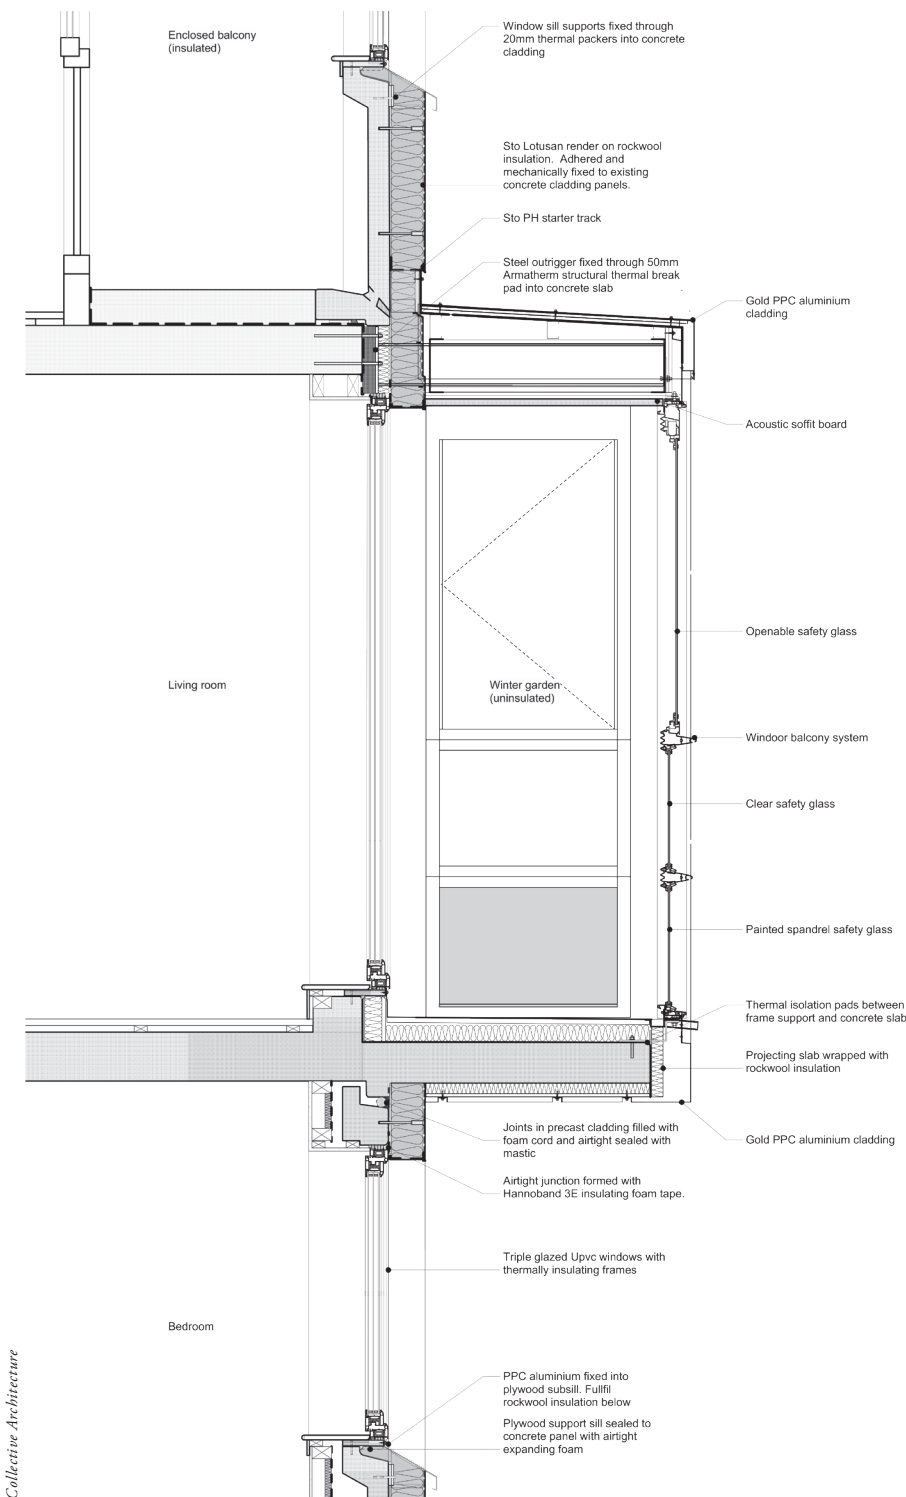 Enclosed balcony
(insulated)
Window sill supports fixed through
20mm thermal packers into concrete
cladding
Sto Lotusan render on rockwool
insulation. Adhered and
mechanically fixed to existing
concrete cladding panels.
Sto PH starter track
Steel outrigger fixed through 50mm
Armatherm structural thermal break
pad into concrete slab
Gold PPC aluminium
cladding
Acoustic soffit board
Openable safety glass
Living room
Winter garden
(uninsulated)
Windoor balcony system
Clear safety glass
Painted spandrel safety glass
Thermal isolation pads between
frame support and concrete slab
Projecting slab wrapped with
rockwool insulation
Joints in precast cladding filled with
foam cord and airtight sealed with
mastic
Gold PPC aluminium cladding
Airtight junction formed with
Hannoband 3E insulating foam tape.
Triple glazed Upvc windows with
thermally insulating frames
Bedroom
PPC aluminium fixed into
plywood subsill. Fullfil
rockwool insulation below
Plywood support sill sealed to
concrete panel with airtight
expanding foam
Collective Architecture